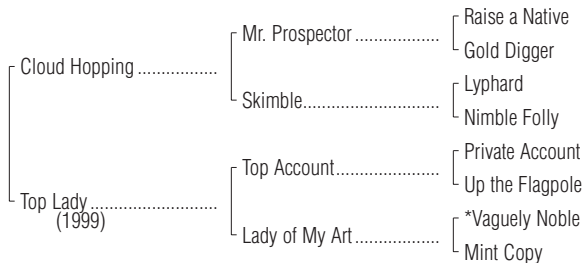 Raise a Native
Mr. Prospector ..................
Gold Digger
Cloud Hopping .................
Lyphard
Skimble.............................
Nimble Folly
Private Account
Top Account......................
Up the Flagpole
Top Lady ...........................
(1999)
*Vaguely Noble
Lady of My Art ..................
Mint Copy